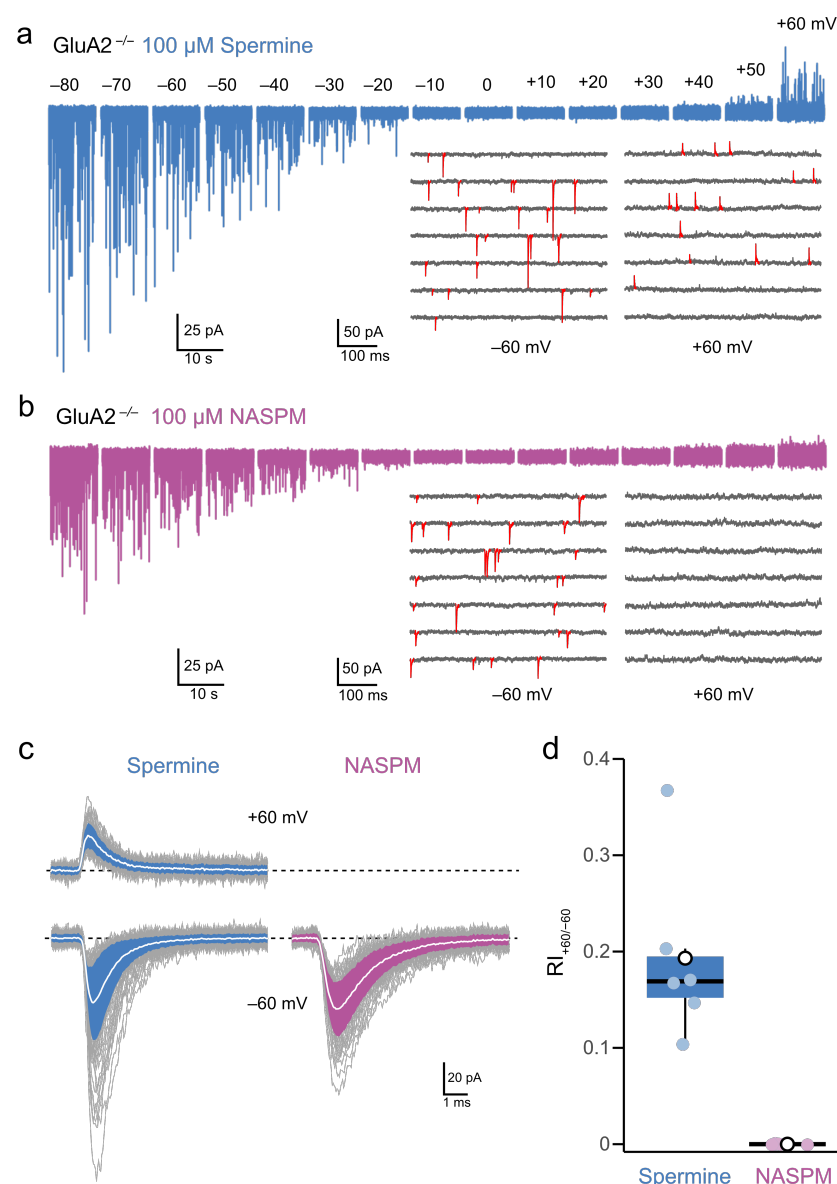 a
GluA2 –/– 100 µM Spermine
+60 mV
–80 –70 –60 –50 –40 –30 –20 –10 0 +10 +20 +30 +40 +50
25 pA
10 s
50 pA
100 ms
–60 mV
+60 mV
b
GluA2 –/– 100 µM NASPM
25 pA
10 s
50 pA
100 ms
–60 mV
+60 mV
c
Spermine
NASPM
+60 mV
–60 mV
20 pA
1 ms
d
0.4
0.3
0.2
0.1
0
RI+60/–60
Spermine
NASPM